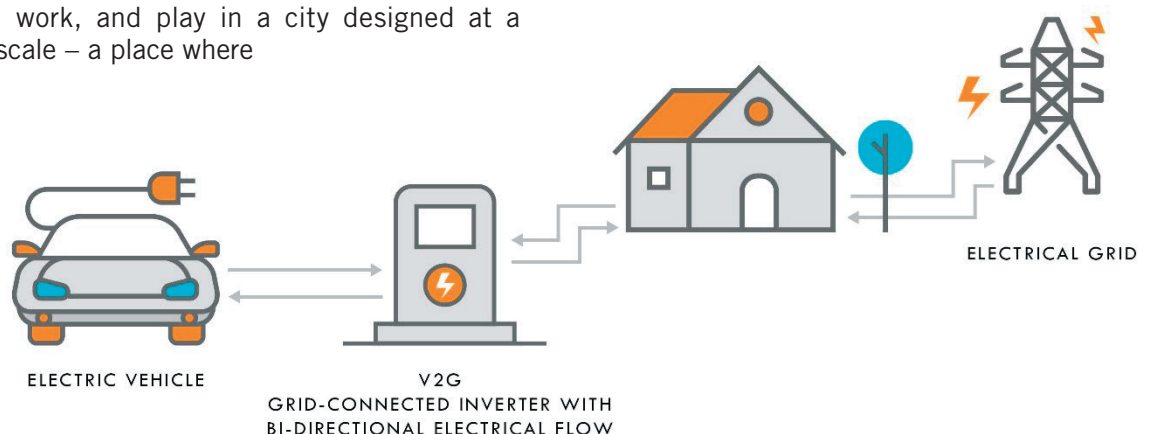 work, and play in a city designed at a
scale – a place where
ELECTRICAL GRID
ELECTRIC VEHICLE
V2G
GRID-CONNECTED INVERTER WITH
BI-DIRECTIONAL ELECTRICAL FLOW